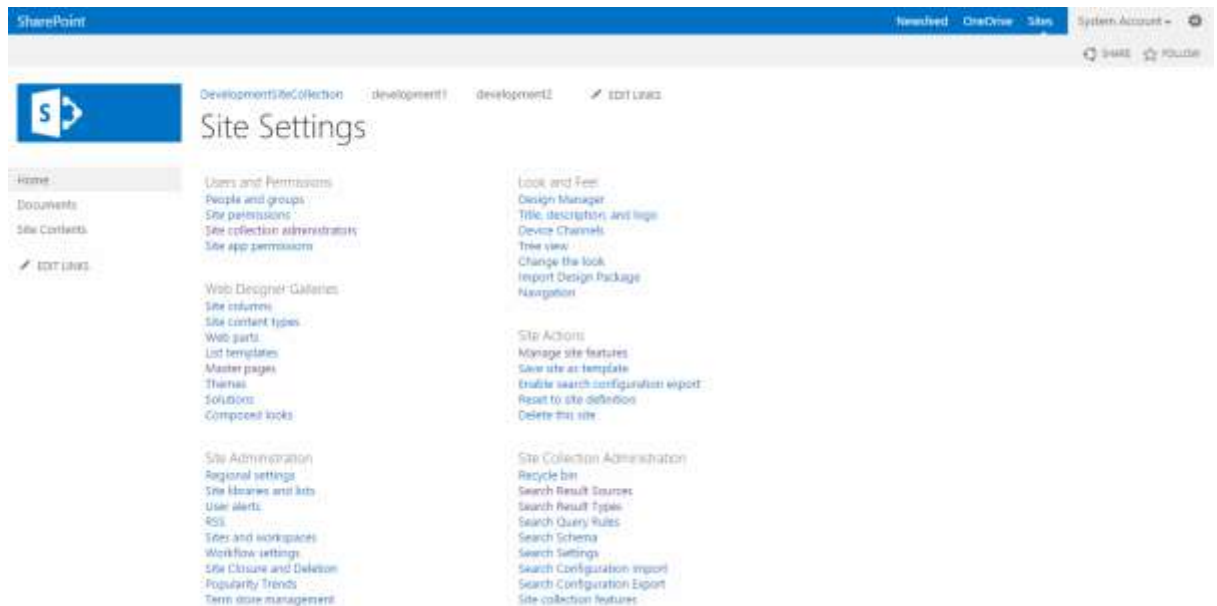 SharePoint
Newsfeed OneDrive Sites System Account
SHARE FOLLOW
S
DevelopmentSiteCollection development1 development2 EDIT LINKS
Site Settings
Home
Documents
Site Contents
EDIT LINKS
Users and Permissions
People and groups
Site permissions
Site collection administrators
Site app permissions
Web Designer Galleries
Site columns
Site content types
Web parts
List templates
Master pages
Themes
Solutions
Composed looks
Site Administration
Regional settings
Site libraries and lists
User alerts
RSS
Sites and workspaces
Workflow settings
Site Closure and Deletion
Popularity Trends
Term store management
Look and Feel
Design Manager
Title, description, and logo
Device Channels
Tree view
Change the look
Import Design Package
Navigation
Site Actions
Manage site features
Save site as template
Enable search configuration export
Reset to site definition
Delete this site
Site Collection Administration
Recycle bin
Search Result Sources
Search Result Types
Search Query Rules
Search Schema
Search Settings
Search Configuration Import
Search Configuration Export
Site collection features